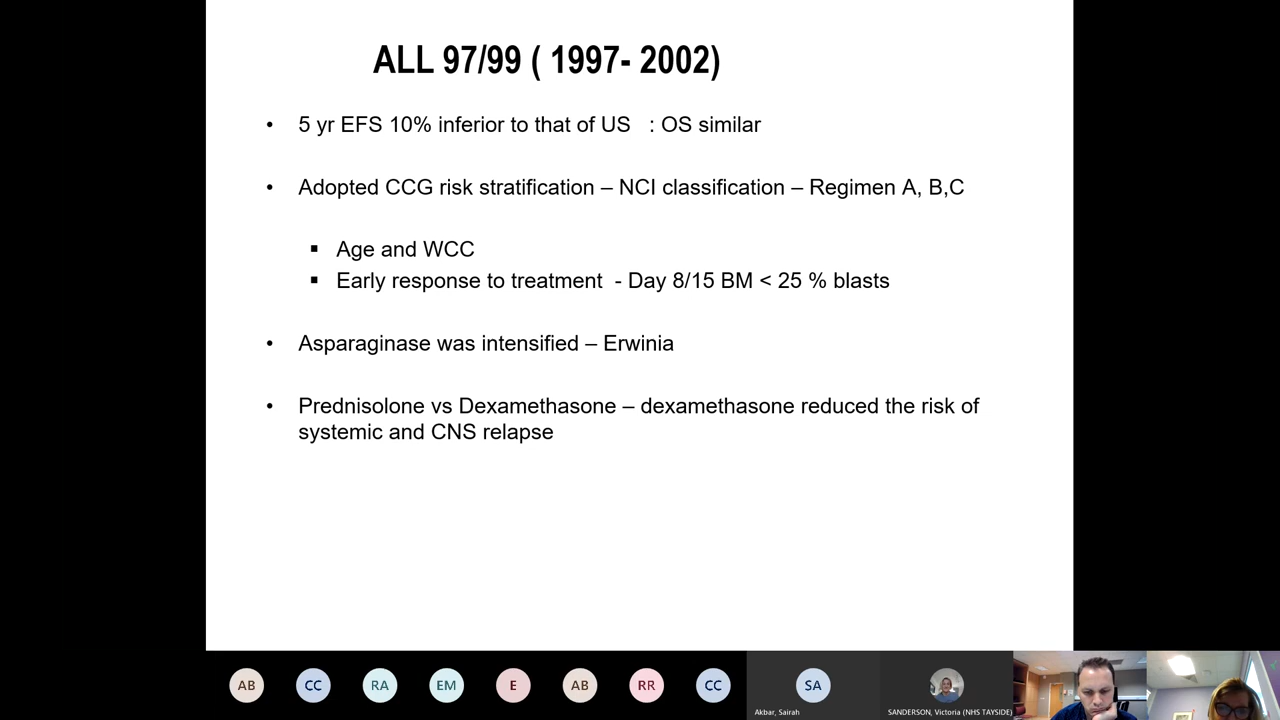 ALL 97/99 ( 1997- 2002)
• 5 yr EFS 10% inferior to that of US : OS similar
• Adopted CCG risk stratification – NCI classification – Regimen A, B,C
▪ Age and WCC
▪ Early response to treatment - Day 8/15 BM < 25 % blasts
• Asparaginase was intensified – Erwinia
• Prednisolone vs Dexamethasone – dexamethasone reduced the risk of
systemic and CNS relapse
AB CC RA EM E AB RR CC SA
Akbar, Sairah SANDERSON, Victoria (NHS TAYSIDE)